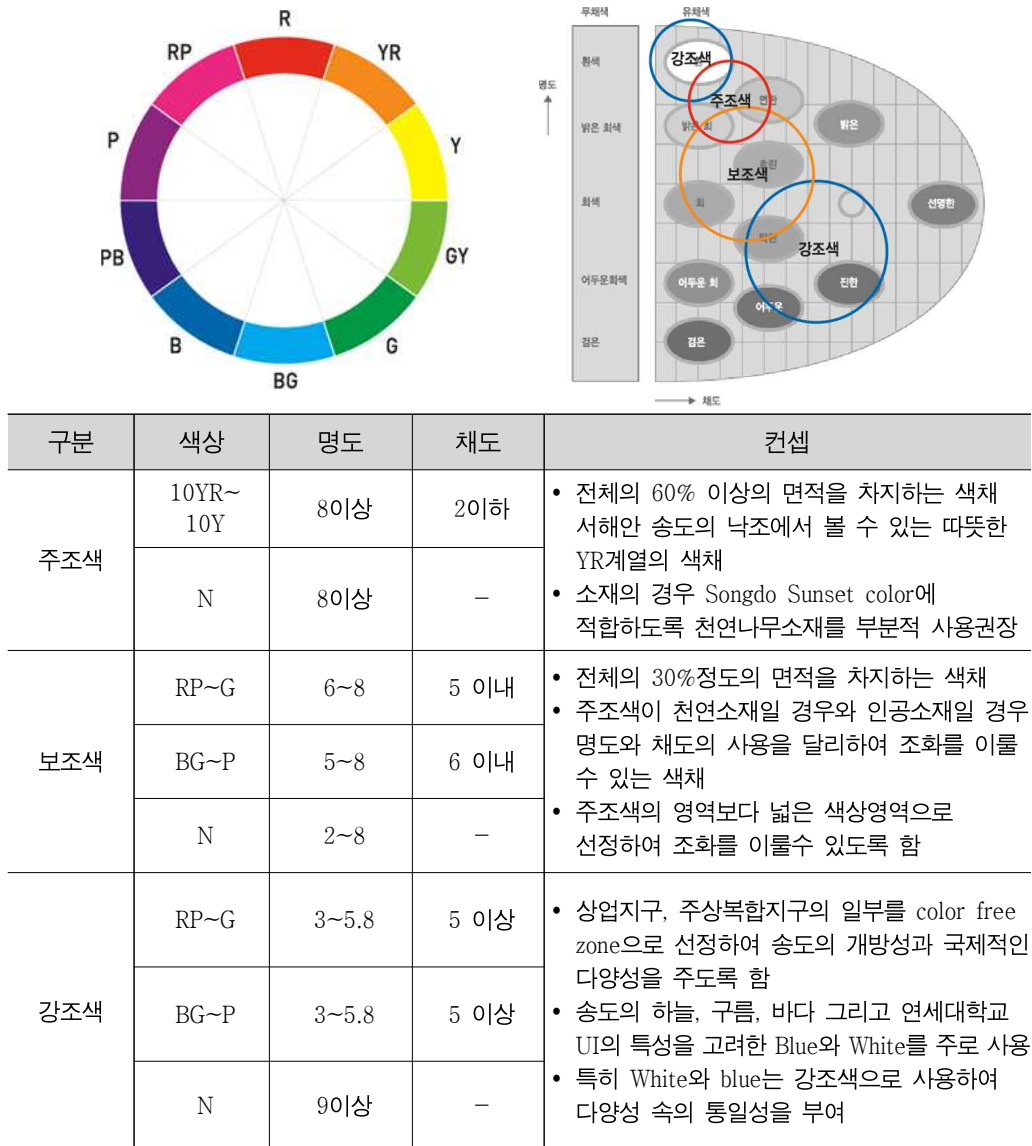 R
YR
Y
GY
G
BG
B
PB
P
RP
무채색
유채색
명도
흰색
밝은 회색
회색
어두운회색
검은
강조색
주조색
연한
밝은 회
밝은
보조색
흐린
회
선명한
탁한
강조색
어두운 회
진한
어두운
검은
채도
구분 색상 명도 채도 컨셉
주조색
10YR~
10Y
8이상 2이하
N 8이상 -
• 전체의 60% 이상의 면적을 차지하는 색채
서해안 송도의 낙조에서 볼 수 있는 따뜻한
YR계열의 색채
• 소재의 경우 Songdo Sunset color에
적합하도록 천연나무소재를 부분적 사용권장
보조색
RP~G 6~8 5 이내
BG~P 5~8 6 이내
N 2~8 -
• 전체의 30%정도의 면적을 차지하는 색채
• 주조색이 천연소재일 경우와 인공소재일 경우
명도와 채도의 사용을 달리하여 조화를 이룰
수 있는 색채
• 주조색의 영역보다 넓은 색상영역으로
선정하여 조화를 이룰수 있도록 함
강조색
RP~G 3~5.8 5 이상
BG~P 3~5.8 5 이상
N 9이상 -
• 상업지구, 주상복합지구의 일부를 color free
zone으로 선정하여 송도의 개방성과 국제적인
다양성을 주도록 함
• 송도의 하늘, 구름, 바다 그리고 연세대학교
UI의 특성을 고려한 Blue와 White를 주로 사용
• 특히 White와 blue는 강조색으로 사용하여
다양성 속의 통일성을 부여